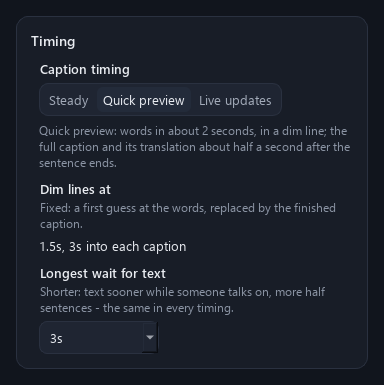 Timing
Caption timing
Steady Quick preview Live updates
Quick preview: words in about 2 seconds, in a dim line; the
full caption and its translation about half a second after the
sentence ends.
Dim lines at
Fixed: a first guess at the words, replaced by the finished
caption.
1.5s, 3s into each caption
Longest wait for text
Shorter: text sooner while someone talks on, more half
sentences - the same in every timing.
3s